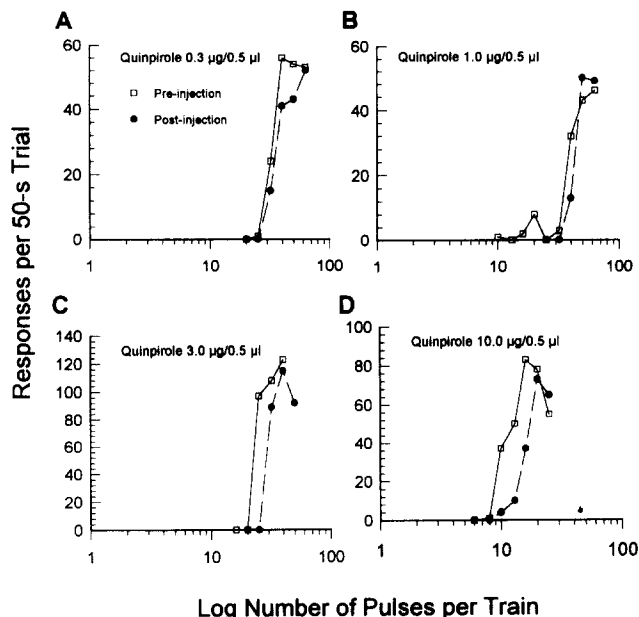 A
B
Quinpirole 0.3 µg/0.5 µl
Pre-injection
Post-injection
60
40
20
0
1
10
100
Quinpirole 1.0 µg/0.5 µl
60
40
20
0
1
10
100
Responses per 50-s Trial
C
D
Quinpirole 3.0 µg/0.5 µl
140
120
100
80
60
40
20
0
1
10
100
Quinpirole 10.0 µg/0.5 µl
100
80
60
40
20
0
1
10
100
Log Number of Pulses per Train